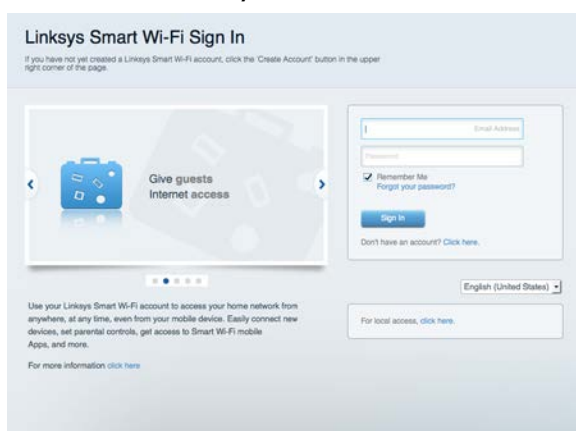 Linksys Smart Wi-Fi Sign In
If you have not yet created a Linksys Smart Wi-Fi account, click the 'Create Account' button in the upper
right corner of the page.
Give guests
Internet access
Email Address
Password
Remember Me
Forgot your password?
Sign In
Don't have an account? Click here.
English (United States)
Use your Linksys Smart Wi-Fi account to access your home network from
anywhere, at any time, even from your mobile device. Easily connect new
devices, set parental controls, get access to Smart Wi-Fi mobile
Apps, and more.
For local access, click here.
For more information click here